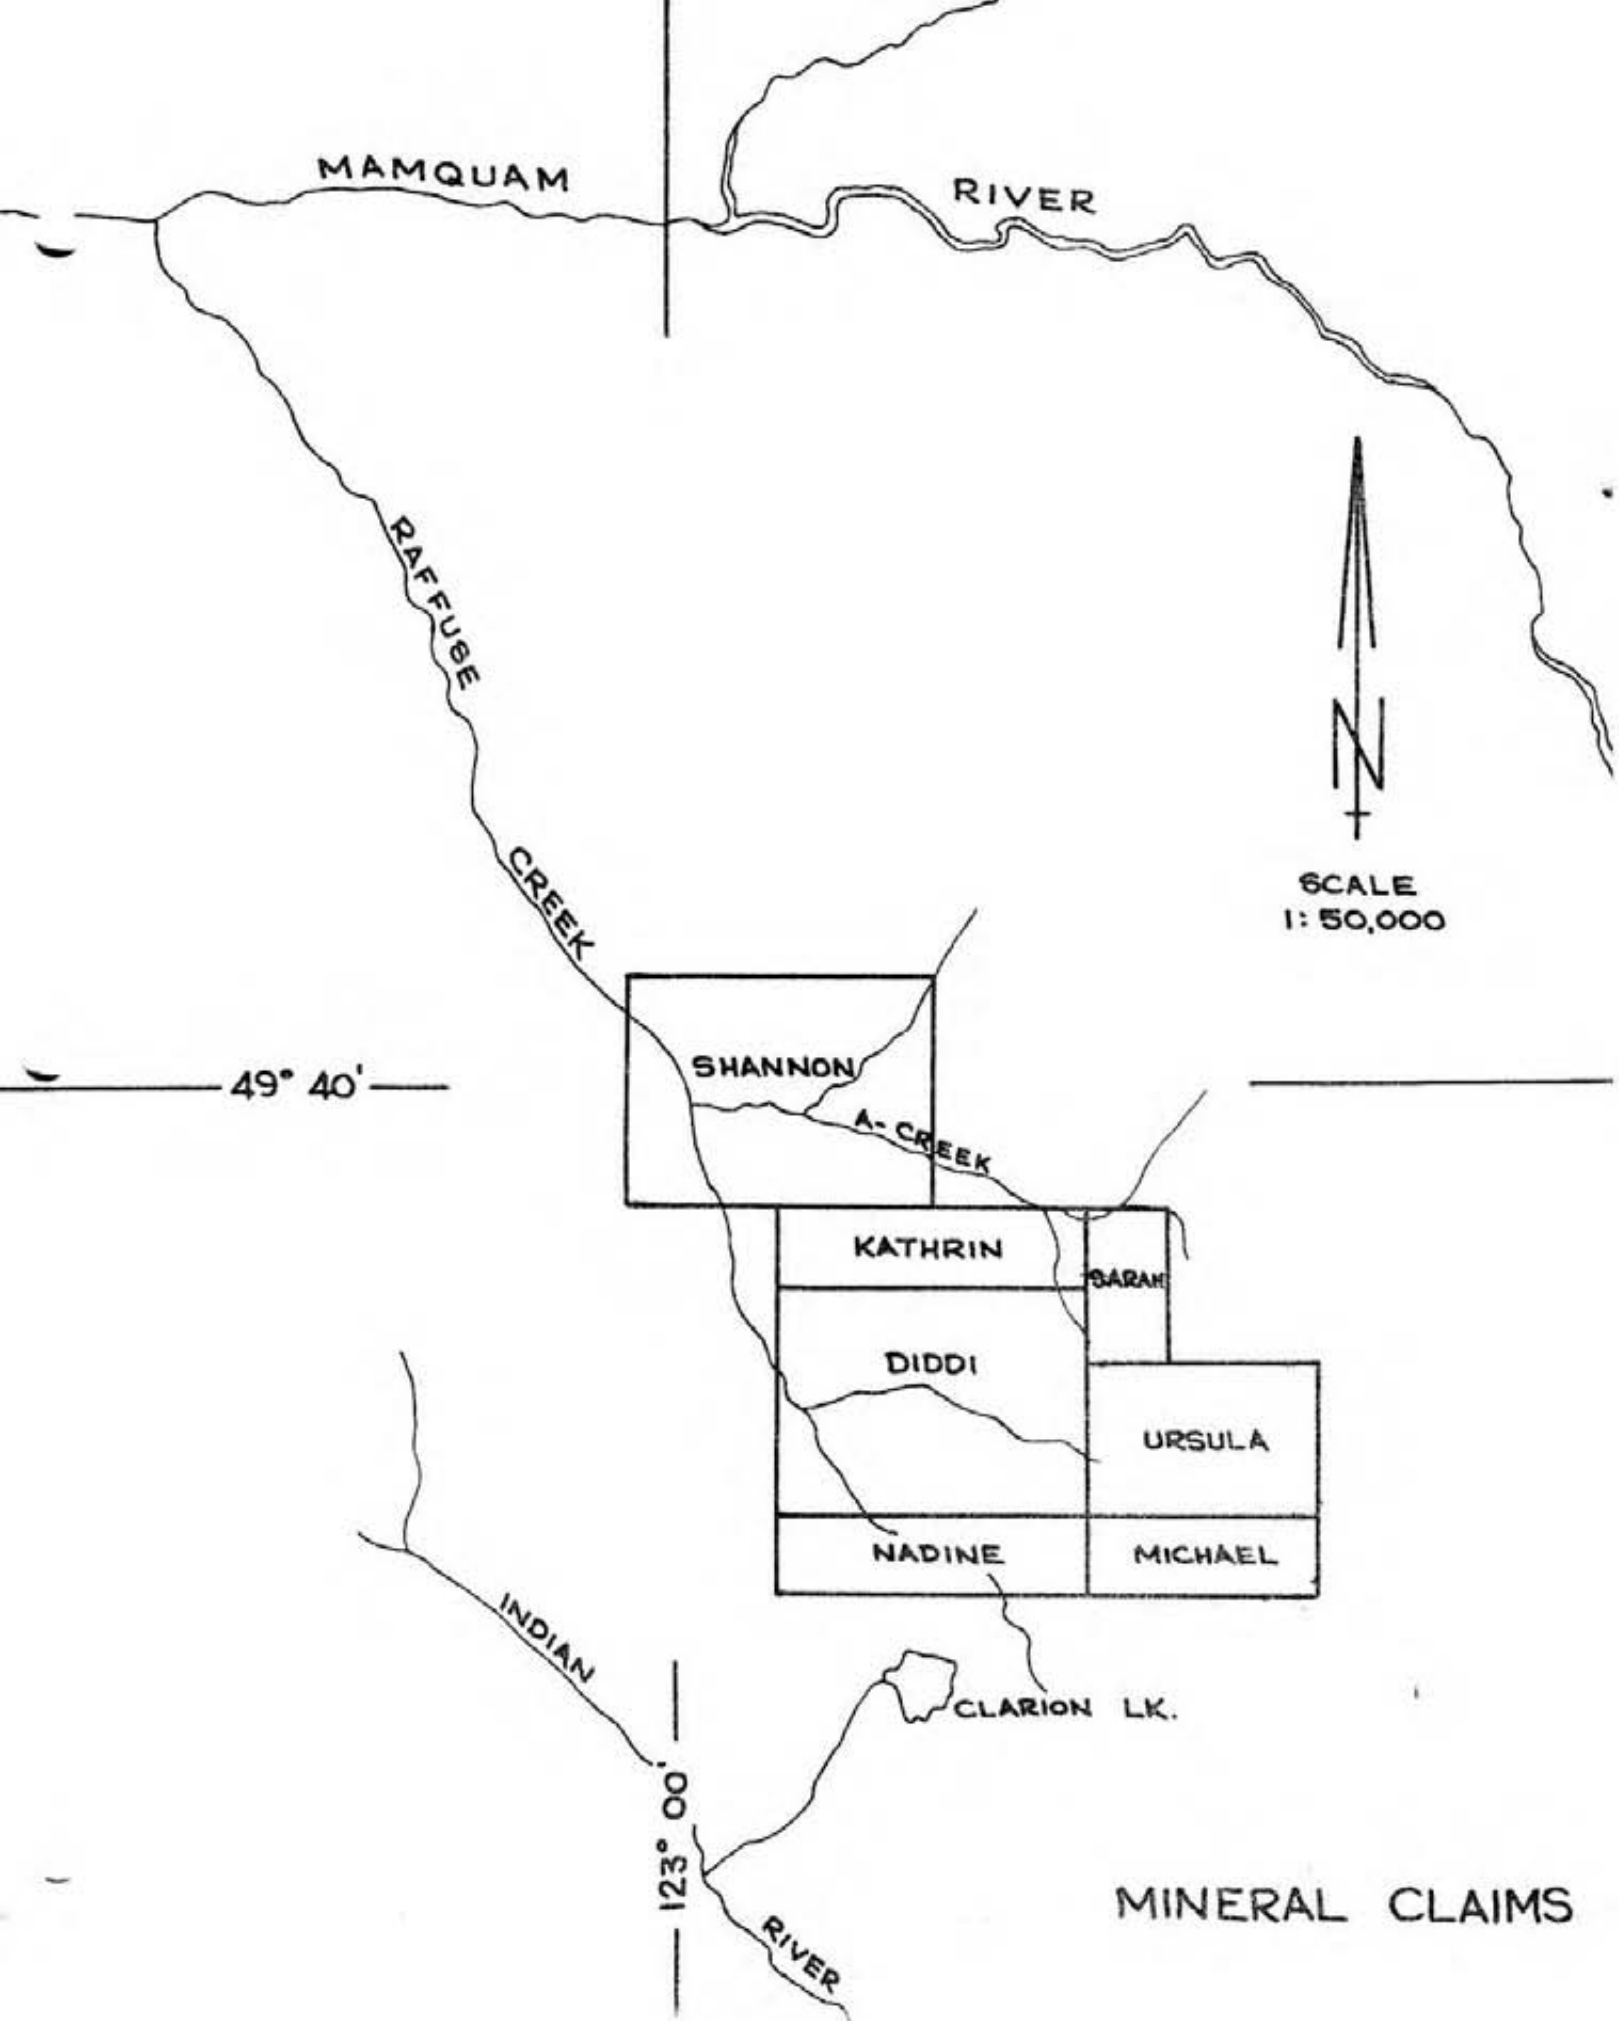 MAMQUAM RIVER
RAFFUSE CREEK
N
SCALE
1: 50,000
SHANNON
49° 40'
A- CREEK
KATHRIN
SARAH
DIDDI
URSULA
NADINE
MICHAEL
INDIAN RIVER
CLARION LK.
123° 00'
MINERAL CLAIMS